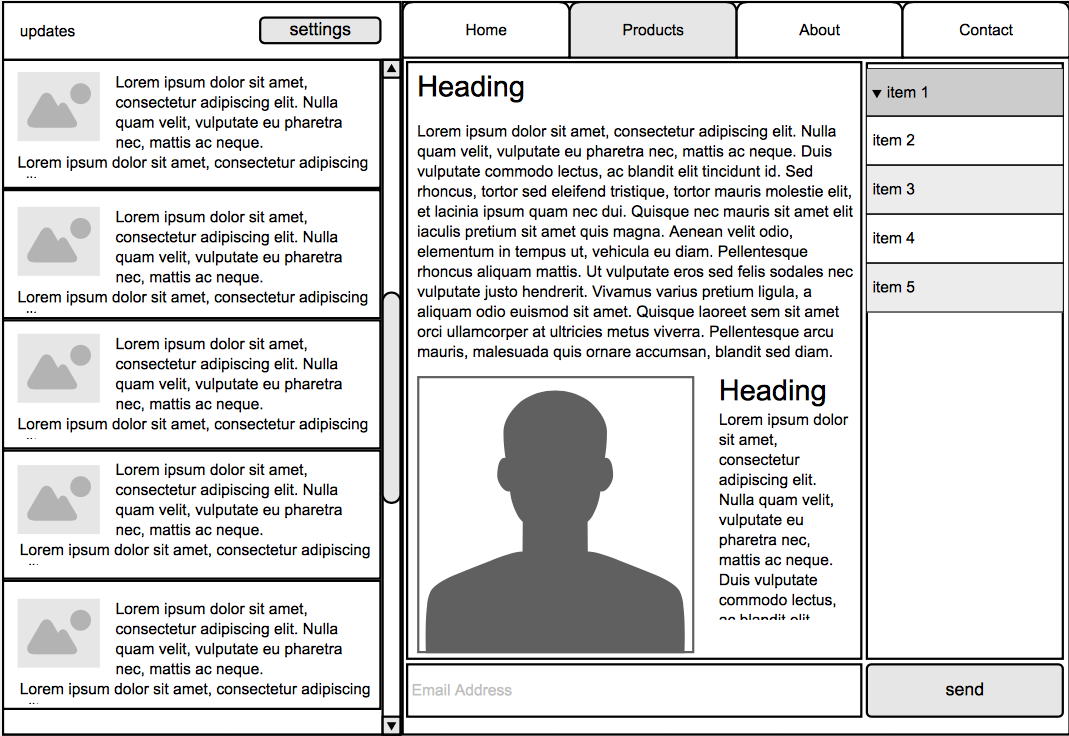 updates
settings
Lorem ipsum dolor sit amet,
consectetur adipiscing elit. Nulla
quam velit, vulputate eu pharetra
nec, mattis ac neque.
Lorem ipsum dolor sit amet, consectetur adipiscing
...
Lorem ipsum dolor sit amet,
consectetur adipiscing elit. Nulla
quam velit, vulputate eu pharetra
nec, mattis ac neque.
Lorem ipsum dolor sit amet, consectetur adipiscing
...
Lorem ipsum dolor sit amet,
consectetur adipiscing elit. Nulla
quam velit, vulputate eu pharetra
nec, mattis ac neque.
Lorem ipsum dolor sit amet, consectetur adipiscing
...
Lorem ipsum dolor sit amet,
consectetur adipiscing elit. Nulla
quam velit, vulputate eu pharetra
nec, mattis ac neque.
Lorem ipsum dolor sit amet, consectetur adipiscing
...
Lorem ipsum dolor sit amet,
consectetur adipiscing elit. Nulla
quam velit, vulputate eu pharetra
nec, mattis ac neque.
Lorem ipsum dolor sit amet, consectetur adipiscing
...
Home
Products
About
Contact
Heading
Lorem ipsum dolor sit amet, consectetur adipiscing elit. Nulla
quam velit, vulputate eu pharetra nec, mattis ac neque. Duis
vulputate commodo lectus, ac blandit elit tincidunt id. Sed
rhoncus, tortor sed eleifend tristique, tortor mauris molestie elit,
et lacinia ipsum quam nec dui. Quisque nec mauris sit amet elit
iaculis pretium sit amet quis magna. Aenean velit odio,
elementum in tempus ut, vehicula eu diam. Pellentesque
rhoncus aliquam mattis. Ut vulputate eros sed felis sodales nec
vulputate justo hendrerit. Vivamus varius pretium ligula, a
aliquam odio euismod sit amet. Quisque laoreet sem sit amet
orci ullamcorper at ultricies metus viverra. Pellentesque arcu
mauris, malesuada quis ornare accumsan, blandit sed diam.
Heading
Lorem ipsum dolor
sit amet,
consectetur
adipiscing elit.
Nulla quam velit,
vulputate eu
pharetra nec,
mattis ac neque.
Duis vulputate
commodo lectus,
ac blandit elit
item 1
item 2
item 3
item 4
item 5
Email Address
send